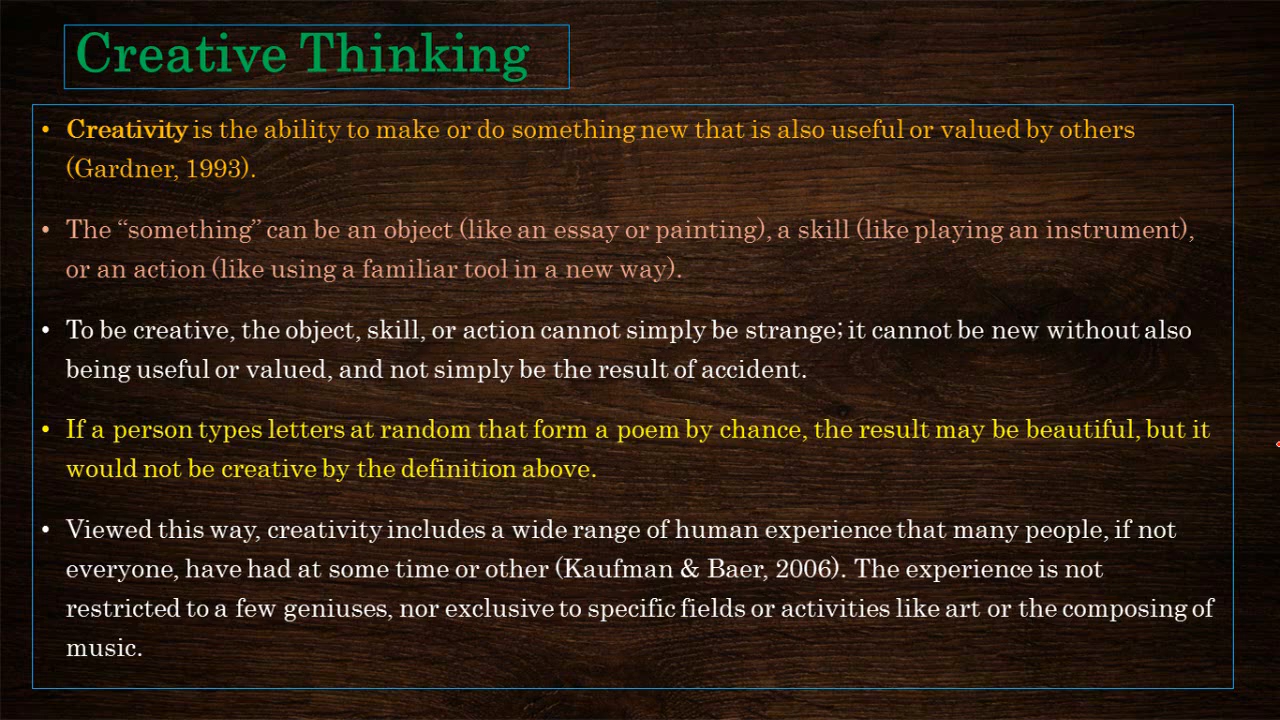 Creative Thinking
• Creativity is the ability to make or do something new that is also useful or valued by others
(Gardner, 1993).
• The “something” can be an object (like an essay or painting), a skill (like playing an instrument),
or an action (like using a familiar tool in a new way).
• To be creative, the object, skill, or action cannot simply be strange; it cannot be new without also
being useful or valued, and not simply be the result of accident.
• If a person types letters at random that form a poem by chance, the result may be beautiful, but it
would not be creative by the definition above.
• Viewed this way, creativity includes a wide range of human experience that many people, if not
everyone, have had at some time or other (Kaufman & Baer, 2006). The experience is not
restricted to a few geniuses, nor exclusive to specific fields or activities like art or the composing of
music.